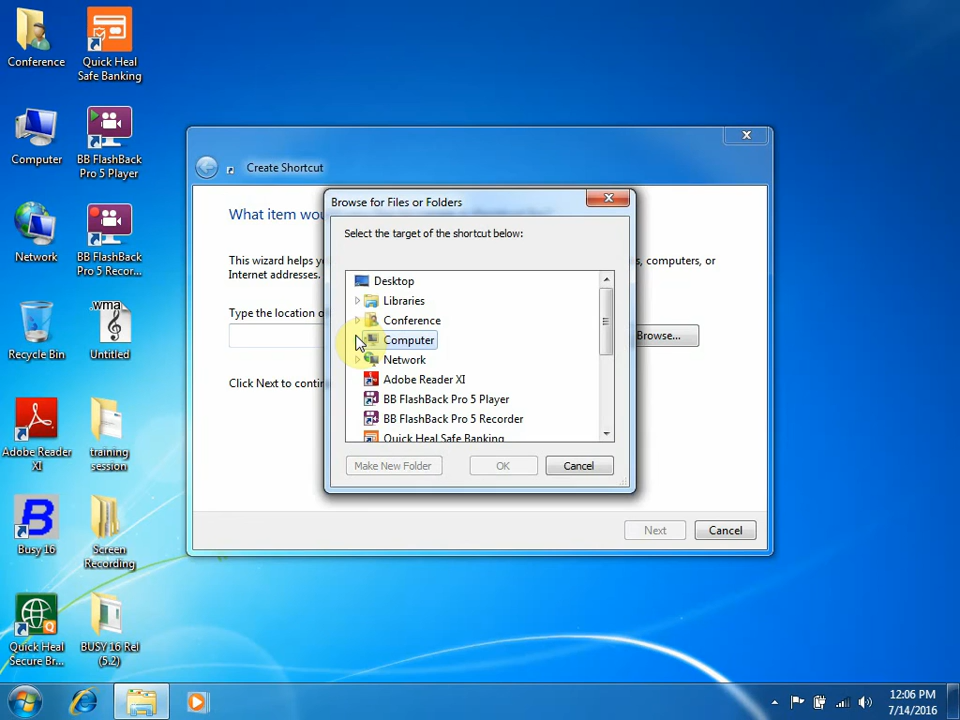 Conference
Quick Heal
Safe Banking
Computer
BB FlashBack
Pro 5 Player
Network
BB FlashBack
Pro 5 Recor...
Recycle Bin
.wma
Untitled
Adobe Reader
XI
training
session
Busy 16
Screen
Recording
Quick Heal
Secure Br...
BUSY 16 Rel
(5.2)
Create Shortcut
What item wou
This wizard helps yo
s, computers, or
Internet addresses.
Type the location o
Browse...
Click Next to contin
Next
Cancel
Browse for Files or Folders
Select the target of the shortcut below:
Desktop
Libraries
Conference
Computer
Network
Adobe Reader XI
BB FlashBack Pro 5 Player
BB FlashBack Pro 5 Recorder
Quick Heal Safe Banking
Make New Folder
OK
Cancel
12:06 PM
7/14/2016